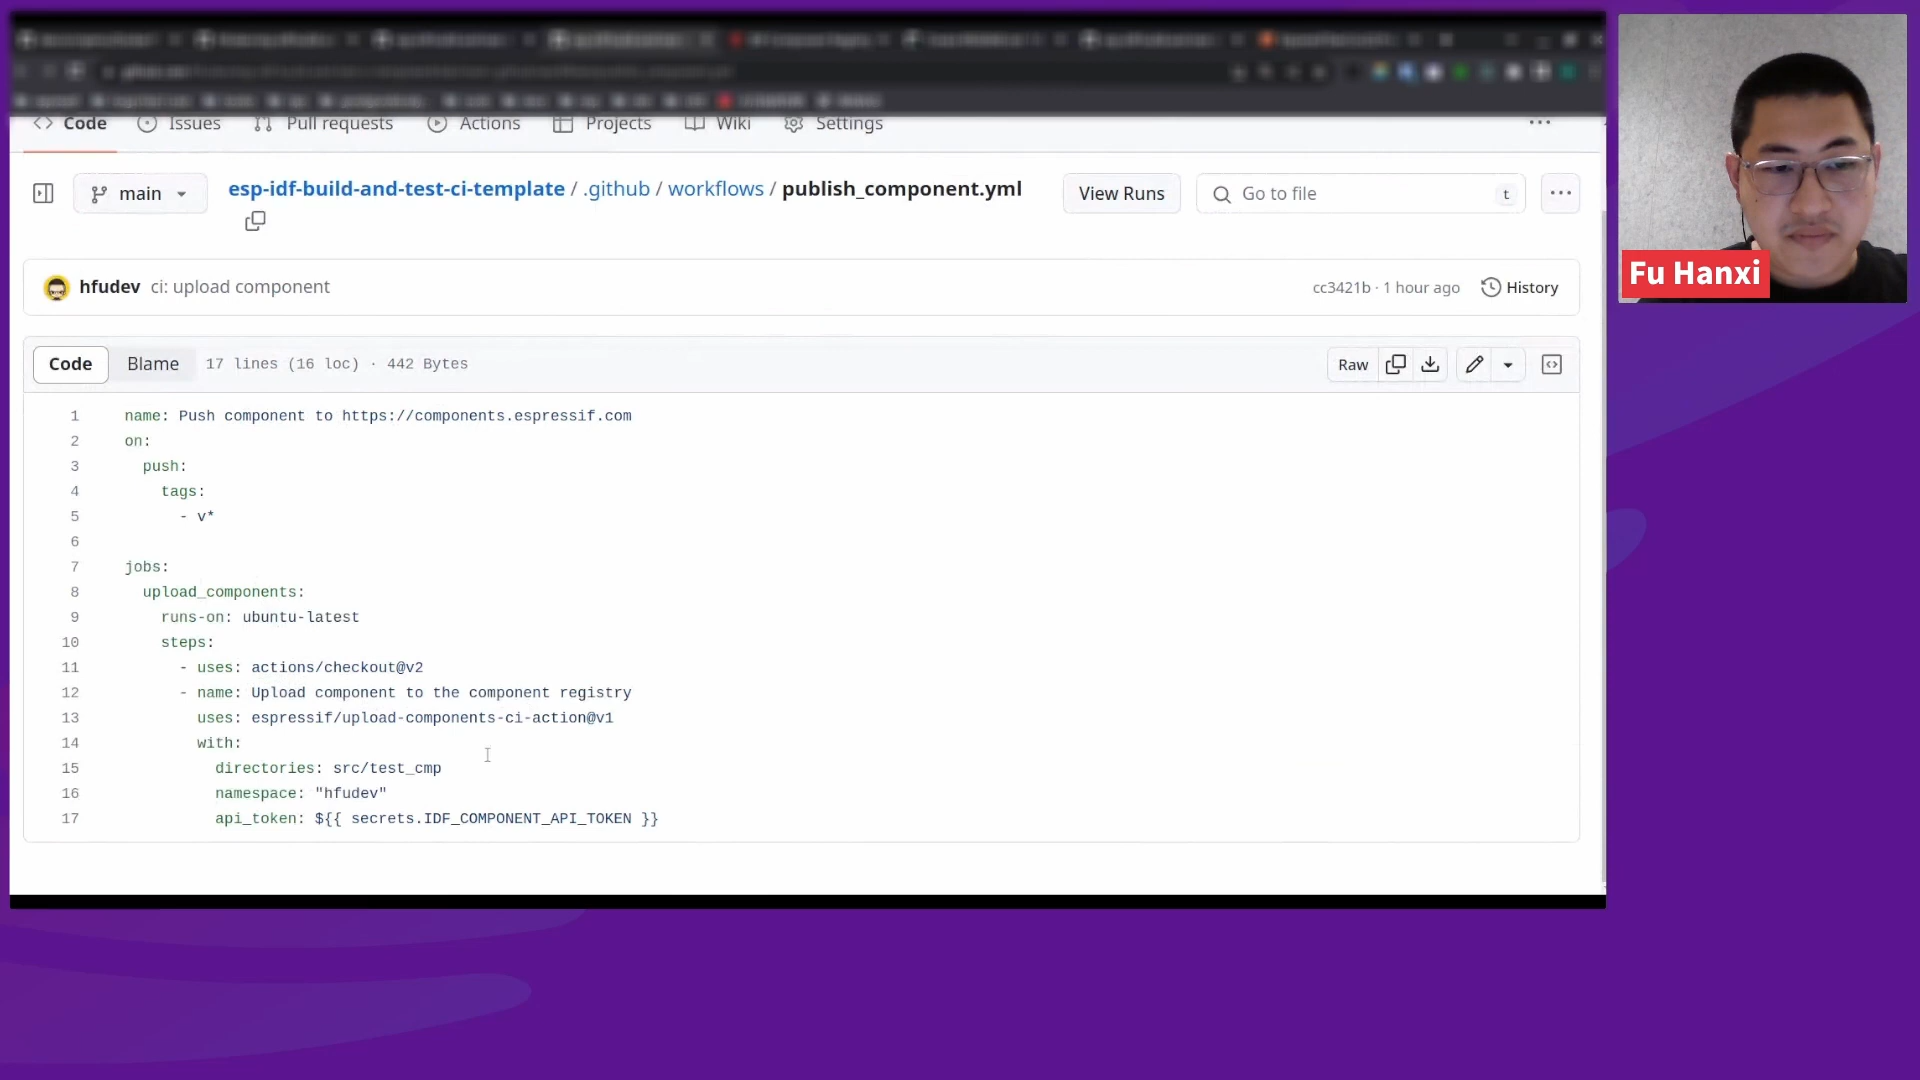 Code Issues Pull requests Actions Projects Wiki Settings
main esp-idf-build-and-test-ci-template / .github / workflows / publish_component.yml View Runs Go to file t
hfudev ci: upload component cc3421b · 1 hour ago History
Code Blame 17 lines (16 loc) · 442 Bytes Raw
1 name: Push component to https://components.espressif.com
2 on:
3 push:
4 tags:
5 - v*
6
7 jobs:
8 upload_components:
9 runs-on: ubuntu-latest
10 steps:
11 - uses: actions/checkout@v2
12 - name: Upload component to the component registry
13 uses: espressif/upload-components-ci-action@v1
14 with:
15 directories: src/test_cmp
16 namespace: "hfudev"
17 api_token: ${{ secrets.IDF_COMPONENT_API_TOKEN }}
Fu Hanxi